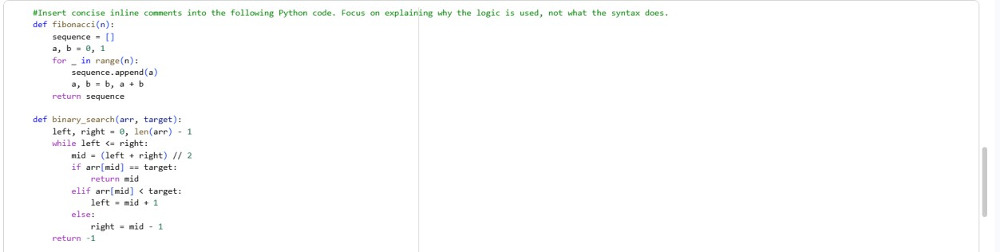 #Insert concise inline comments into the following Python code. Focus on explaining why the logic is used, not what the syntax does.
def fibonacci(n):
    sequence = []
    a, b = 0, 1
    for _ in range(n):
        sequence.append(a)
        a, b = b, a + b
    return sequence

def binary_search(arr, target):
    left, right = 0, len(arr) - 1
    while left <= right:
        mid = (left + right) // 2
        if arr[mid] == target:
            return mid
        elif arr[mid] < target:
            left = mid + 1
        else:
            right = mid - 1
    return -1